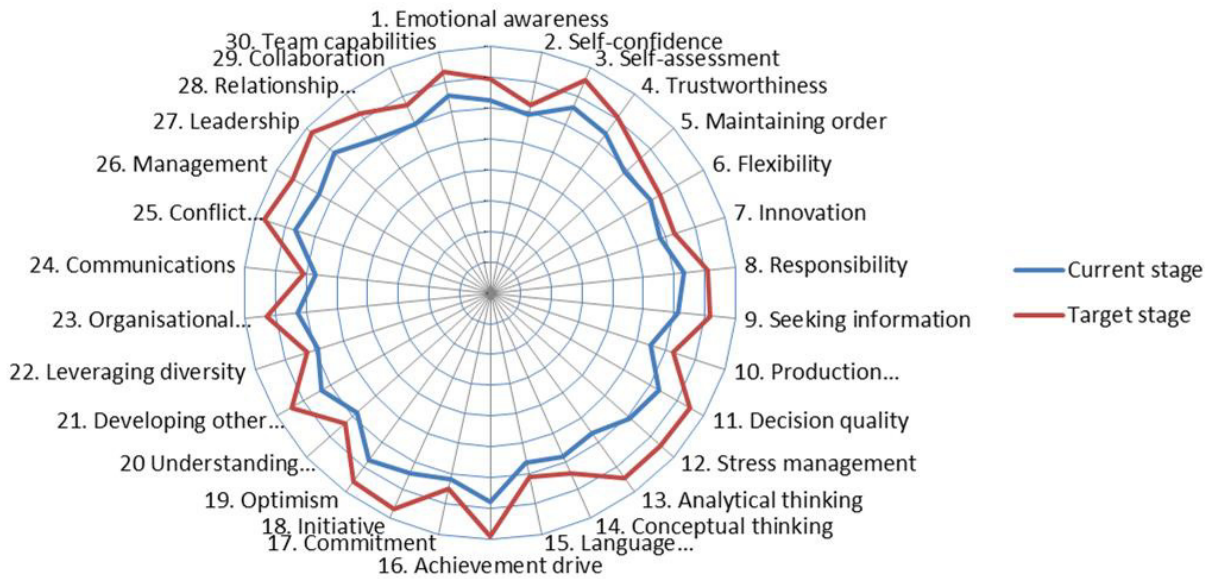 1. Emotional awareness
2. Self-confidence
3. Self-assessment
4. Trustworthiness
5. Maintaining order
6. Flexibility
7. Innovation
8. Responsibility
9. Seeking information
10. Production...
11. Decision quality
12. Stress management
13. Analytical thinking
14. Conceptual thinking
15. Language...
16. Achievement drive
17. Commitment
18. Initiative
19. Optimism
20 Understanding...
21. Developing other...
22. Leveraging diversity
23. Organisational...
24. Communications
25. Conflict...
26. Management
27. Leadership
28. Relationship...
29. Collaboration
30. Team capabilities
Current stage
Target stage